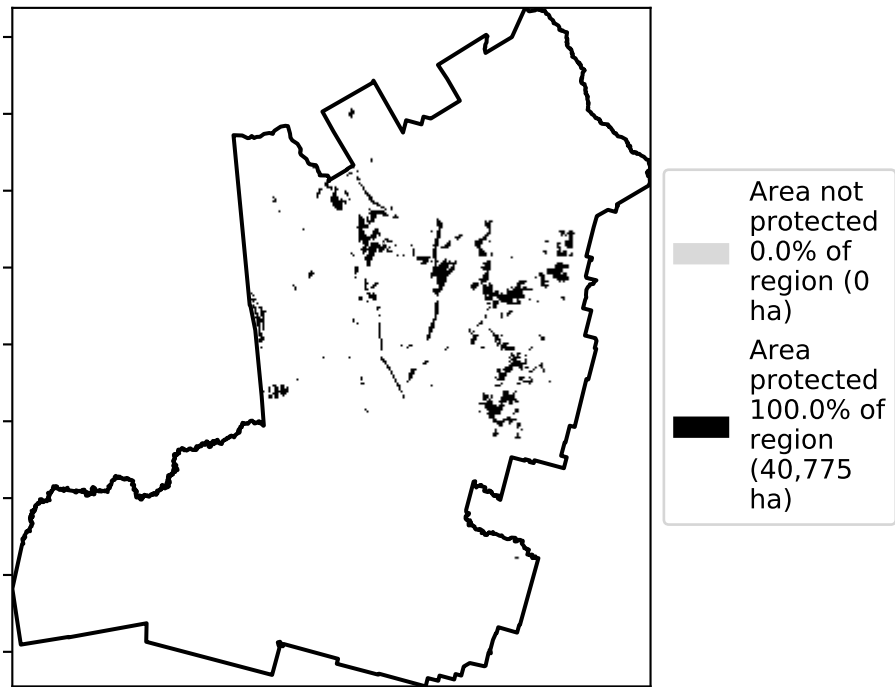 Area not
protected
0.0% of
region (0
ha)
Area
protected
100.0% of
region
(40,775
ha)